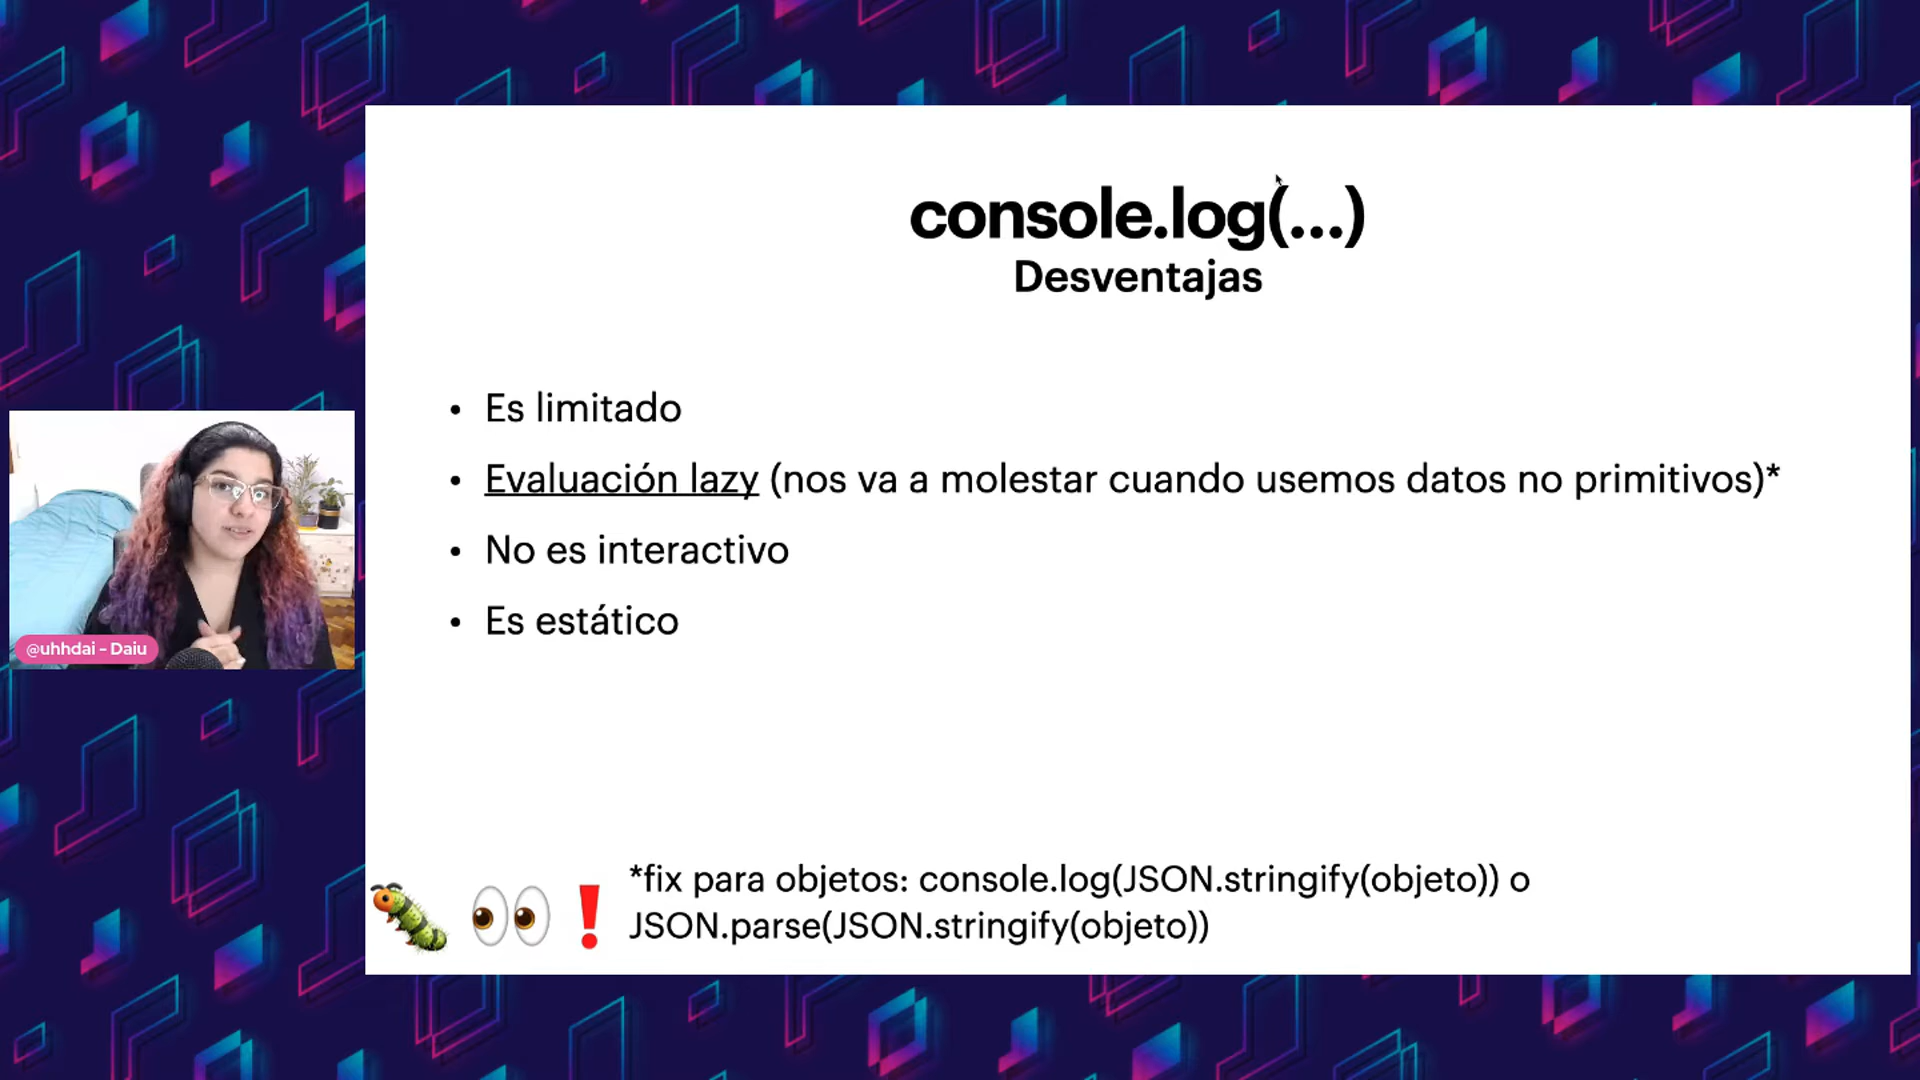 console.log(...)
Desventajas
• Es limitado
• Evaluación lazy (nos va a molestar cuando usemos datos no primitivos)*
• No es interactivo
• Es estático
@uhhdai - Daiu
*fix para objetos: console.log(JSON.stringify(objeto)) o
JSON.parse(JSON.stringify(objeto))